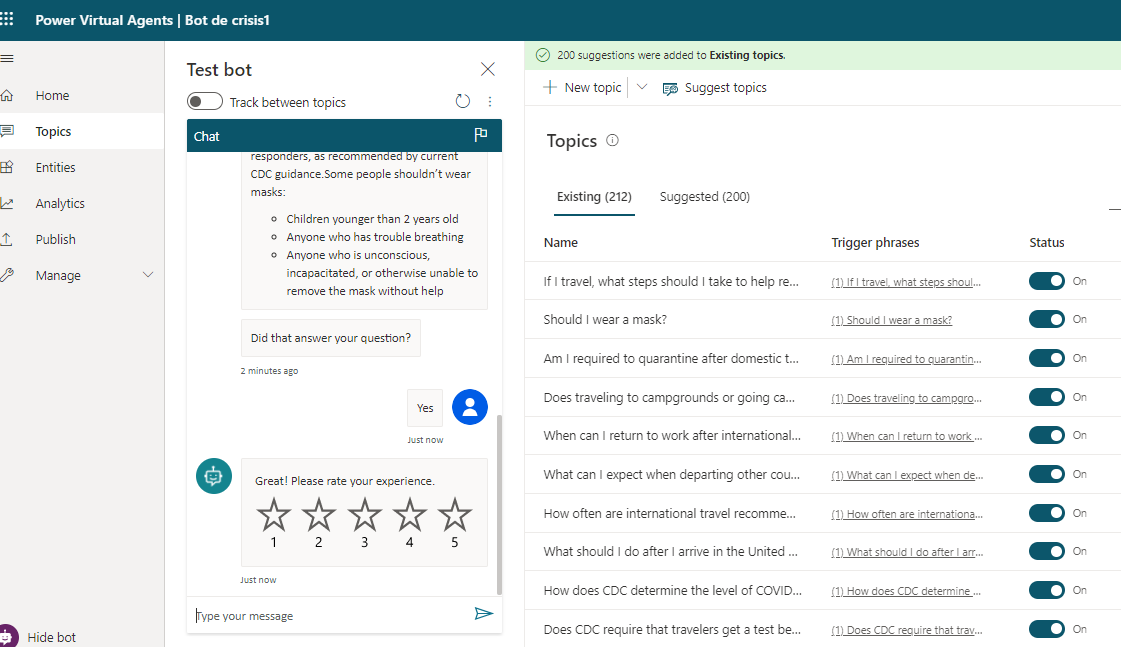 Power Virtual Agents | Bot de crisis1
Home
Topics
Entities
Analytics
Publish
Manage
Hide bot
Test bot
Track between topics
Chat
responders, as recommended by current
CDC guidance.Some people shouldn't wear
masks:
Children younger than 2 years old
Anyone who has trouble breathing
Anyone who is unconscious,
incapacitated, or otherwise unable to
remove the mask without help
Did that answer your question?
2 minutes ago
Yes
Just now
Great! Please rate your experience.
1 2 3 4 5
Just now
Type your message
200 suggestions were added to Existing topics.
New topic
Suggest topics
Topics
Existing (212) Suggested (200)
Name Trigger phrases Status
If I travel, what steps should I take to help re... (1) If I travel, what steps shoul... On
Should I wear a mask? (1) Should I wear a mask? On
Am I required to quarantine after domestic t... (1) Am I required to quarantin... On
Does traveling to campgrounds or going ca... (1) Does traveling to campgro... On
When can I return to work after international... (1) When can I return to work ... On
What can I expect when departing other cou... (1) What can I expect when de... On
How often are international travel recomme... (1) How often are internationa... On
What should I do after I arrive in the United ... (1) What should I do after I arr... On
How does CDC determine the level of COVID... (1) How does CDC determine ... On
Does CDC require that travelers get a test be... (1) Does CDC require that trav... On